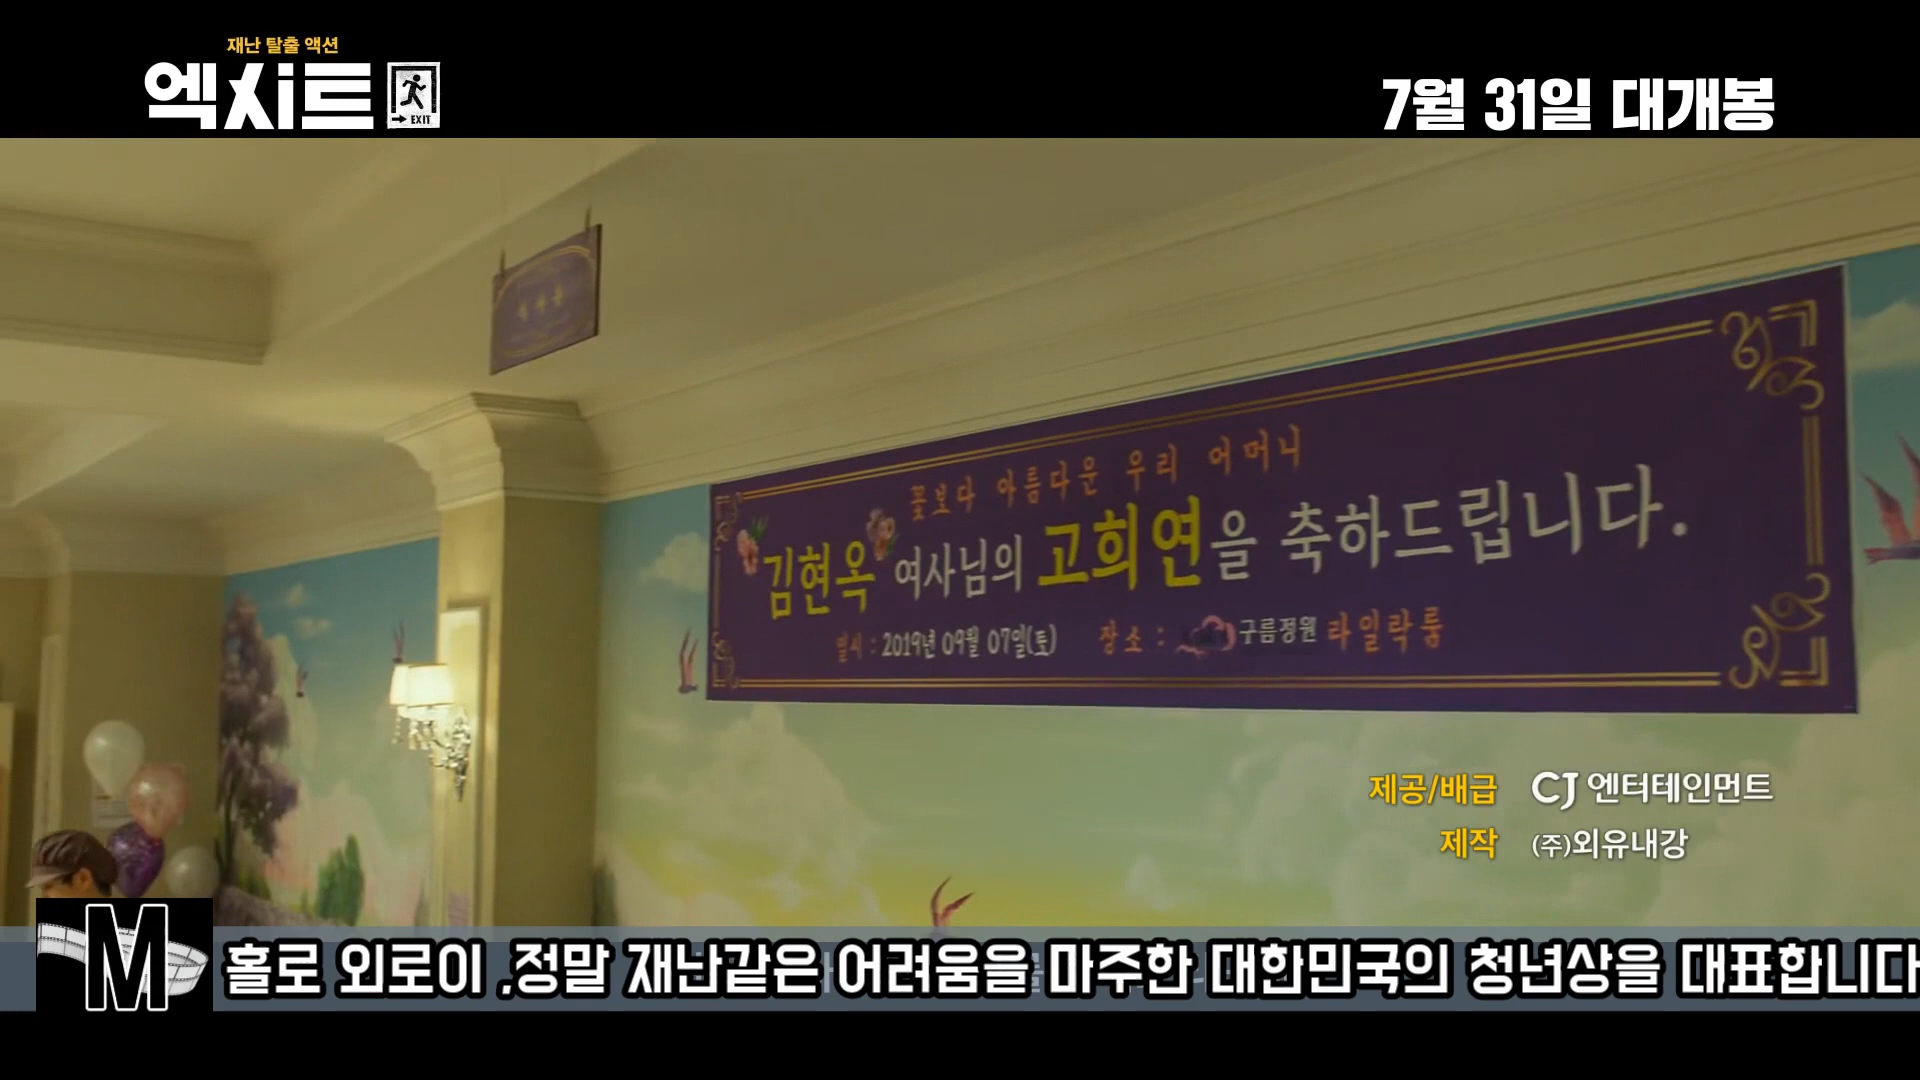 재난 탈출 액션
엑시트
EXIT
7월 31일 대개봉
꽃보다 아름다운 우리 어머니
김현옥 여사님의 고희연을 축하드립니다.
일시 : 2019년 09월 07일(토) 장소 : 구름정원 라일락룸
제공/배급 CJ 엔터테인먼트
제작 (주)외유내강
M
홀로 외로이 .정말 재난같은 어려움을 마주한 대한민국의 청년상을 대표합니다